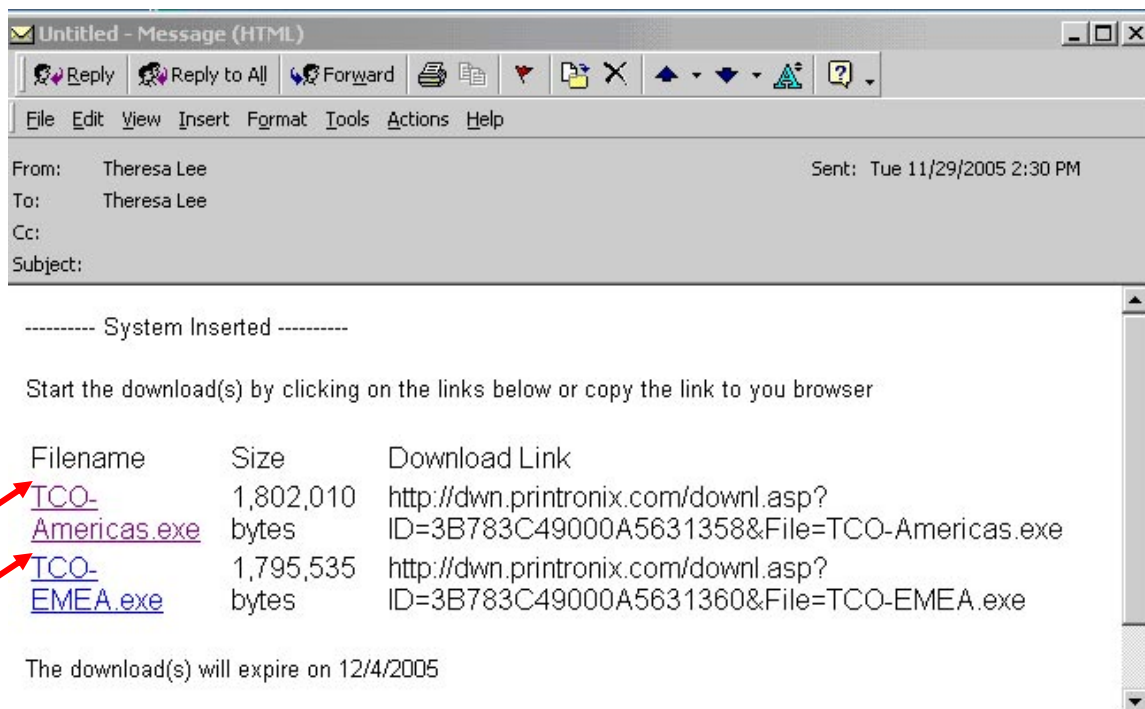 Untitled - Message (HTML)
Reply Reply to All Forward
File Edit View Insert Format Tools Actions Help
From: Theresa Lee Sent: Tue 11/29/2005 2:30 PM
To: Theresa Lee
Cc:
Subject:
---------- System Inserted ----------
Start the download(s) by clicking on the links below or copy the link to you browser
Filename Size Download Link
TCO- 1,802,010 http://dwn.printronix.com/downl.asp?
Americas.exe bytes ID=3B783C49000A5631358&File=TCO-Americas.exe
TCO- 1,795,535 http://dwn.printronix.com/downl.asp?
EMEA.exe bytes ID=3B783C49000A5631360&File=TCO-EMEA.exe
The download(s) will expire on 12/4/2005